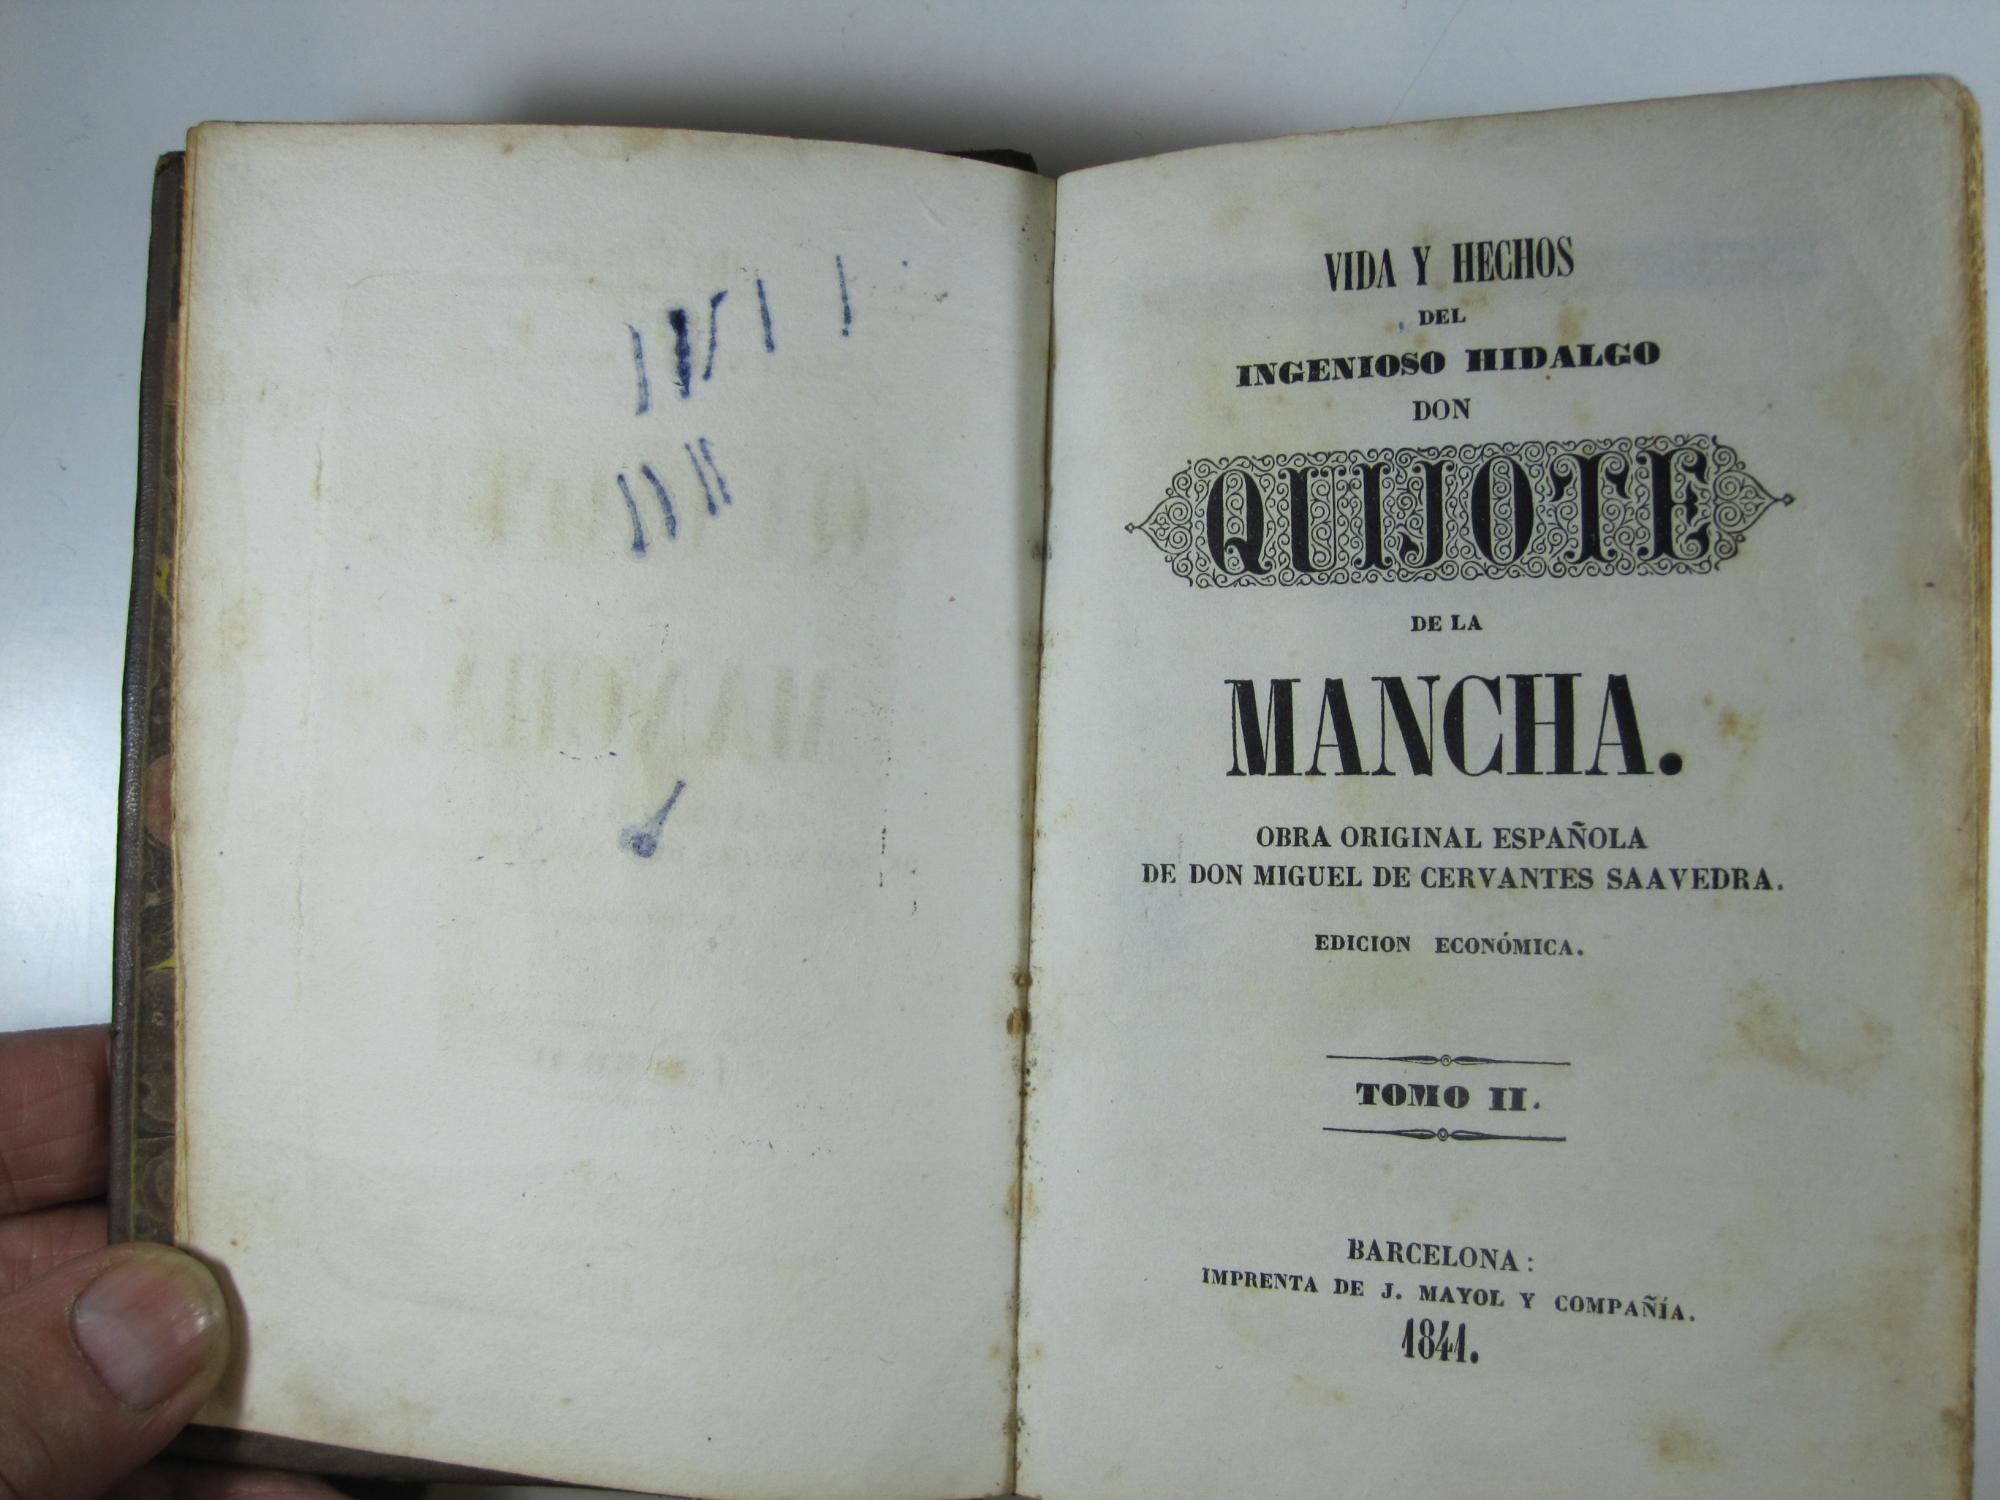 VIDA Y HECHOS
DEL
INGENIOSO HIDALGO
DON
QUIJOTE
DE LA
MANCHA.
OBRA ORIGINAL ESPAÑOLA
DE DON MIGUEL DE CERVANTES SAAVEDRA.
EDICION ECONÓMICA.
TOMO II.
BARCELONA:
IMPRENTA DE J. MAYOL Y COMPAÑÍA.
1841.